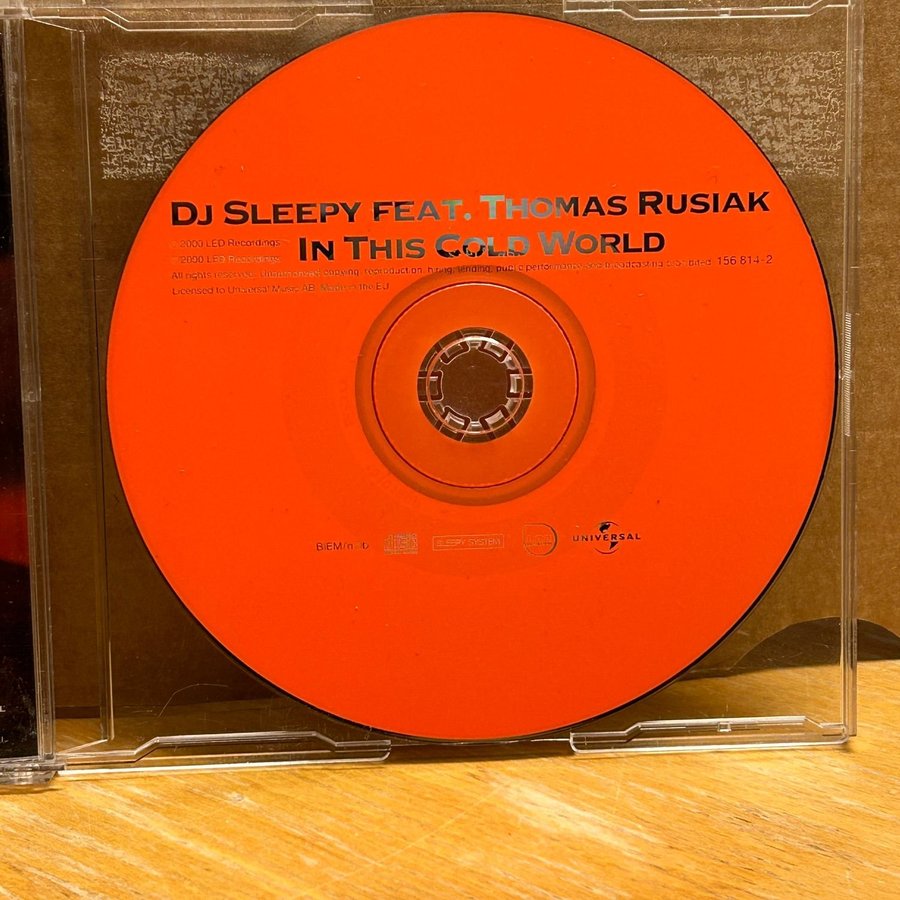 DJ SLEEPY FEAT. THOMAS RUSIAK
IN THIS COLD WORLD
℗ 2000 LED Recordings
© 2000 LED Recordings
All rights reserved. Unauthorised copying, reproduction, hiring, lending, public performance and broadcasting prohibited. 156 814-2
Licensed to Universal Music AB. Made in the EU
BIEM/n©b
SLEEPY SYSTEM
UNIVERSAL